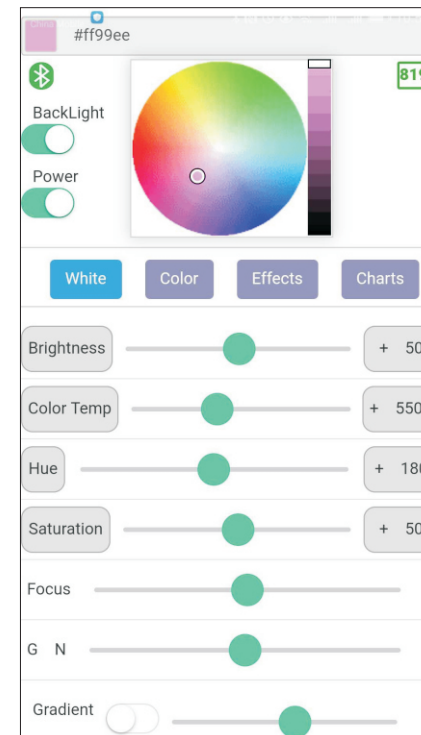 #ff99ee
819
BackLight
Power
White Color Effects Charts
Brightness + 50
Color Temp + 550
Hue + 180
Saturation + 50
Focus
G N
Gradient